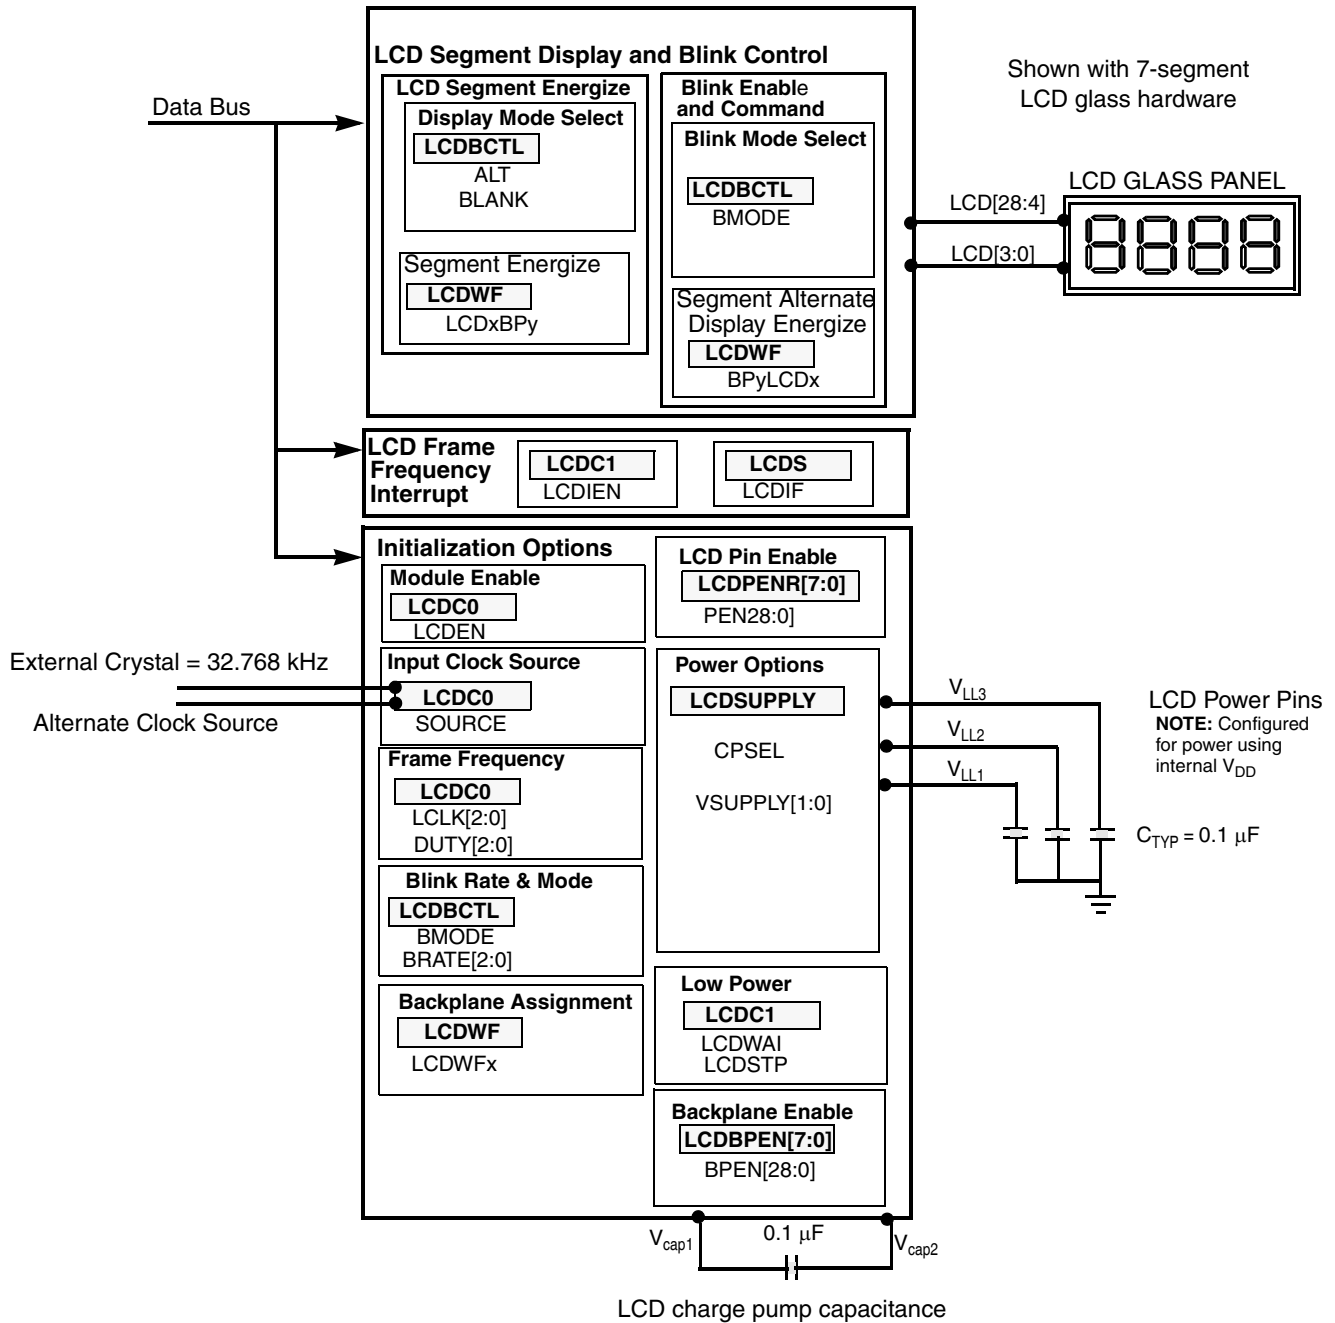 LCD Segment Display and Blink Control
LCD Segment Energize
Display Mode Select
LCDBCTL
ALT
BLANK
Segment Energize
LCDWF
LCDxBPy
Blink Enable
and Command
Blink Mode Select
LCDBCTL
BMODE
Segment Alternate
Display Energize
LCDWF
BPyLCDx
Data Bus
Shown with 7-segment
LCD glass hardware
LCD GLASS PANEL
LCD[28:4]
LCD[3:0]
LCD Frame
Frequency
Interrupt
LCDC1
LCDIEN
LCDS
LCDIF
Initialization Options
Module Enable
LCDC0
LCDEN
External Crystal = 32.768 kHz
Alternate Clock Source
Input Clock Source
LCDC0
SOURCE
Frame Frequency
LCDC0
LCLK[2:0]
DUTY[2:0]
Blink Rate & Mode
LCDBCTL
BMODE
BRATE[2:0]
Backplane Assignment
LCDWF
LCDWFx
LCD Pin Enable
LCDPENR[7:0]
PEN28:0]
Power Options
LCDSUPPLY
CPSEL
VSUPPLY[1:0]
VLL3
VLL2
VLL1
LCD Power Pins
NOTE: Configured
for power using
internal VDD
CTYP = 0.1 μF
Low Power
LCDC1
LCDWAI
LCDSTP
Backplane Enable
LCDBPEN[7:0]
BPEN[28:0]
Vcap1
0.1 μF
Vcap2
LCD charge pump capacitance